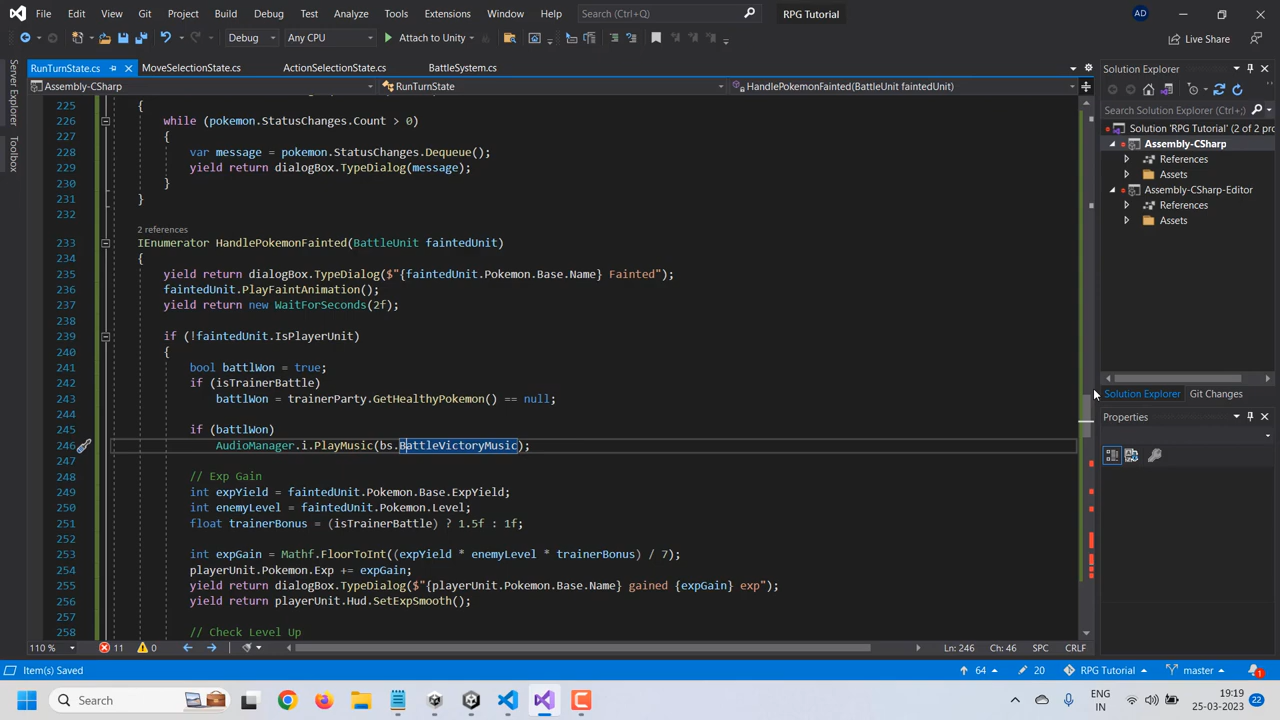 File Edit View Git Project Build Debug Test Analyze Tools Extensions Window Help Search (Ctrl+Q) RPG Tutorial AD
Debug Any CPU Attach to Unity Live Share
Server Explorer
Toolbox
RunTurnState.cs MoveSelectionState.cs ActionSelectionState.cs BattleSystem.cs
Assembly-CSharp RunTurnState HandlePokemonFainted(BattleUnit faintedUnit)
225 {
226 while (pokemon.StatusChanges.Count > 0)
227 {
228 var message = pokemon.StatusChanges.Dequeue();
229 yield return dialogBox.TypeDialog(message);
230 }
231 }
232
2 references
233 IEnumerator HandlePokemonFainted(BattleUnit faintedUnit)
234 {
235 yield return dialogBox.TypeDialog($"{faintedUnit.Pokemon.Base.Name} Fainted");
236 faintedUnit.PlayFaintAnimation();
237 yield return new WaitForSeconds(2f);
238
239 if (!faintedUnit.IsPlayerUnit)
240 {
241 bool battlWon = true;
242 if (isTrainerBattle)
243 battlWon = trainerParty.GetHealthyPokemon() == null;
244
245 if (battlWon)
246 AudioManager.i.PlayMusic(bs.BattleVictoryMusic);
247
248 // Exp Gain
249 int expYield = faintedUnit.Pokemon.Base.ExpYield;
250 int enemyLevel = faintedUnit.Pokemon.Level;
251 float trainerBonus = (isTrainerBattle) ? 1.5f : 1f;
252
253 int expGain = Mathf.FloorToInt((expYield * enemyLevel * trainerBonus) / 7);
254 playerUnit.Pokemon.Exp += expGain;
255 yield return dialogBox.TypeDialog($"{playerUnit.Pokemon.Base.Name} gained {expGain} exp");
256 yield return playerUnit.Hud.SetExpSmooth();
257
258 // Check Level Up
Solution Explorer
Search Solution Explorer (Ctrl+;)
Solution 'RPG Tutorial' (2 of 2 pro
Assembly-CSharp
References
Assets
Assembly-CSharp-Editor
References
Assets
Solution Explorer Git Changes
Properties
110 % 11 0 Ln: 246 Ch: 46 SPC CRLF
Item(s) Saved 64 20 RPG Tutorial master 1
Search ENG IN 19:19 25-03-2023 22